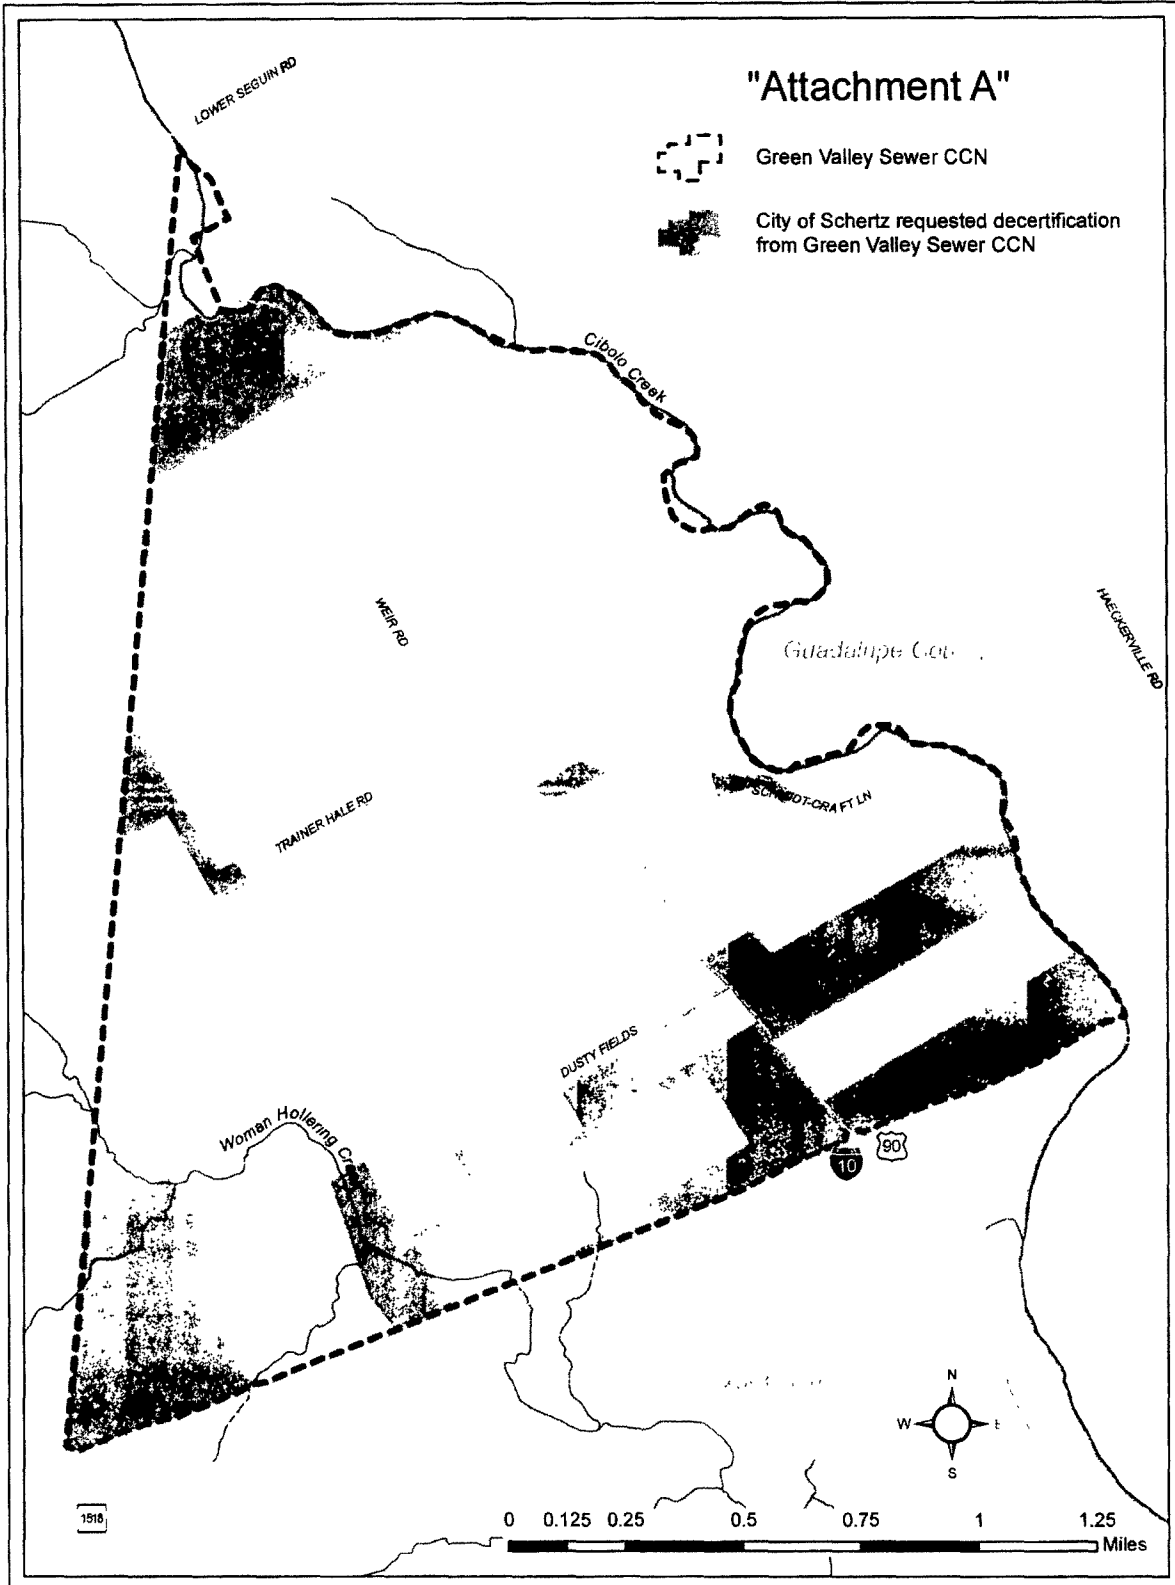 "Attachment A"
LOWER SEGUIN RD
Green Valley Sewer CCN
City of Schertz requested decertification
from Green Valley Sewer CCN
Cibolo Creek
WEIR RD
HAECKERVILLE RD
Guadalupe
TRAINER HALE RD
DUSTY FIELDS
Woman Hollering
90
10
N
W
S
1518
0 0.125 0.25 0.5 0.75 1 1.25
Miles